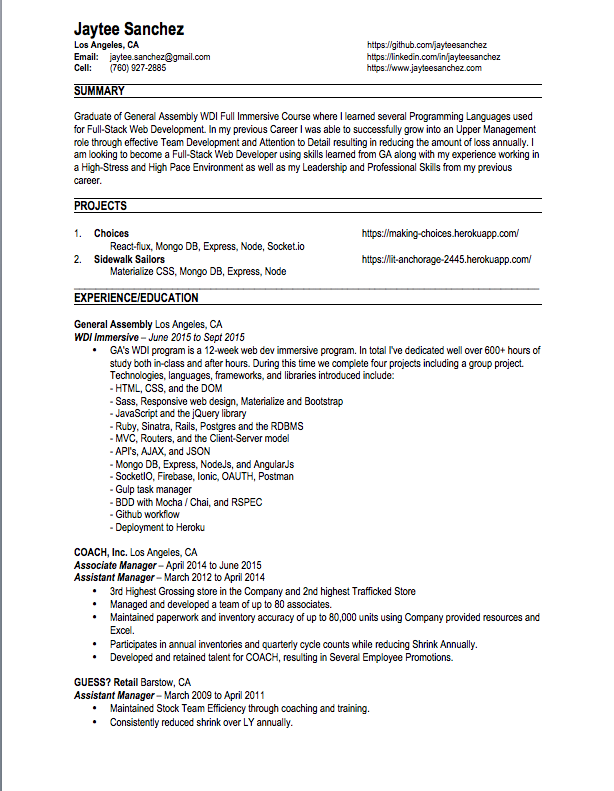 Jaytee Sanchez
Los Angeles, CA https://github.com/jayteesanchez
Email: jaytee.sanchez@gmail.com https://linkedin.com/in/jayteesanchez
Cell: (760) 927-2885 https://www.jayteesanchez.com
SUMMARY
Graduate of General Assembly WDI Full Immersive Course where I learned several Programming Languages used
for Full-Stack Web Development. In my previous Career I was able to successfully grow into an Upper Management
role through effective Team Development and Attention to Detail resulting in reducing the amount of loss annually. I
am looking to become a Full-Stack Web Developer using skills learned from GA along with my experience working in
a High-Stress and High Pace Environment as well as my Leadership and Professional Skills from my previous
career.
PROJECTS
1. Choices https://making-choices.herokuapp.com/
React-flux, Mongo DB, Express, Node, Socket.io
2. Sidewalk Sailors https://lit-anchorage-2445.herokuapp.com/
Materialize CSS, Mongo DB, Express, Node
EXPERIENCE/EDUCATION
General Assembly Los Angeles, CA
WDI Immersive – June 2015 to Sept 2015
• GA's WDI program is a 12-week web dev immersive program. In total I've dedicated well over 600+ hours of
study both in-class and after hours. During this time we complete four projects including a group project.
Technologies, languages, frameworks, and libraries introduced include:
- HTML, CSS, and the DOM
- Sass, Responsive web design, Materialize and Bootstrap
- JavaScript and the jQuery library
- Ruby, Sinatra, Rails, Postgres and the RDBMS
- MVC, Routers, and the Client-Server model
- API's, AJAX, and JSON
- Mongo DB, Express, NodeJs, and AngularJs
- SocketIO, Firebase, Ionic, OAUTH, Postman
- Gulp task manager
- BDD with Mocha / Chai, and RSPEC
- Github workflow
- Deployment to Heroku
COACH, Inc. Los Angeles, CA
Associate Manager – April 2014 to June 2015
Assistant Manager – March 2012 to April 2014
• 3rd Highest Grossing store in the Company and 2nd highest Trafficked Store
• Managed and developed a team of up to 80 associates.
• Maintained paperwork and inventory accuracy of up to 80,000 units using Company provided resources and
Excel.
• Participates in annual inventories and quarterly cycle counts while reducing Shrink Annually.
• Developed and retained talent for COACH, resulting in Several Employee Promotions.
GUESS? Retail Barstow, CA
Assistant Manager – March 2009 to April 2011
• Maintained Stock Team Efficiency through coaching and training.
• Consistently reduced shrink over LY annually.